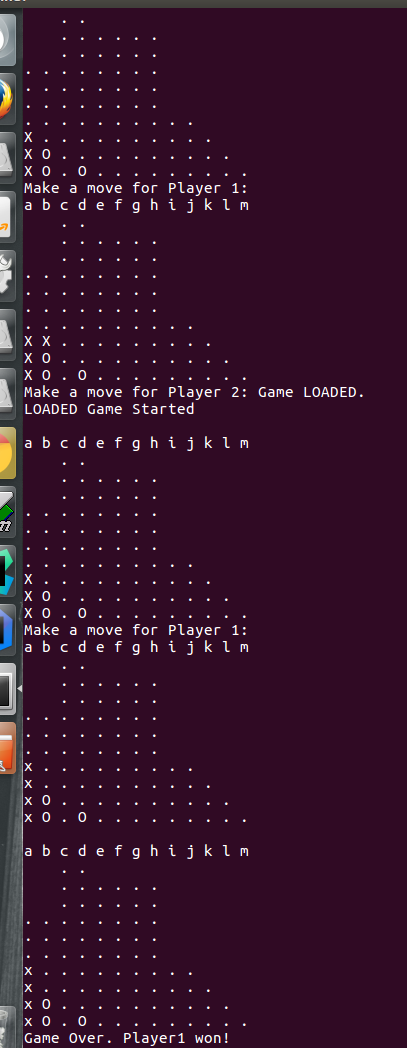 . .
    . . . . . .
    . . . . . .
. . . . . . . .
. . . . . . . .
. . . . . . . .
. . . . . . . . . .
X . . . . . . . . . .
X O . . . . . . . . . .
X O . O . . . . . . . . .
Make a move for Player 1:
a b c d e f g h i j k l m
    . .
    . . . . . .
    . . . . . .
. . . . . . . .
. . . . . . . .
. . . . . . . .
. . . . . . . . . .
X X . . . . . . . . .
X O . . . . . . . . . .
X O . O . . . . . . . . .
Make a move for Player 2: Game LOADED.
LOADED Game Started
a b c d e f g h i j k l m
    . .
    . . . . . .
    . . . . . .
. . . . . . . .
. . . . . . . .
. . . . . . . .
. . . . . . . . . .
X . . . . . . . . . .
X O . . . . . . . . . .
X O . O . . . . . . . . .
Make a move for Player 1:
a b c d e f g h i j k l m
    . .
    . . . . . .
    . . . . . .
. . . . . . . .
. . . . . . . .
. . . . . . . .
x . . . . . . . . .
x . . . . . . . . . .
x O . . . . . . . . . .
x O . O . . . . . . . . .
a b c d e f g h i j k l m
    . .
    . . . . . .
    . . . . . .
. . . . . . . .
. . . . . . . .
. . . . . . . .
x . . . . . . . . .
x . . . . . . . . . .
x O . . . . . . . . . .
x O . O . . . . . . . . .
Game Over. Player1 won!